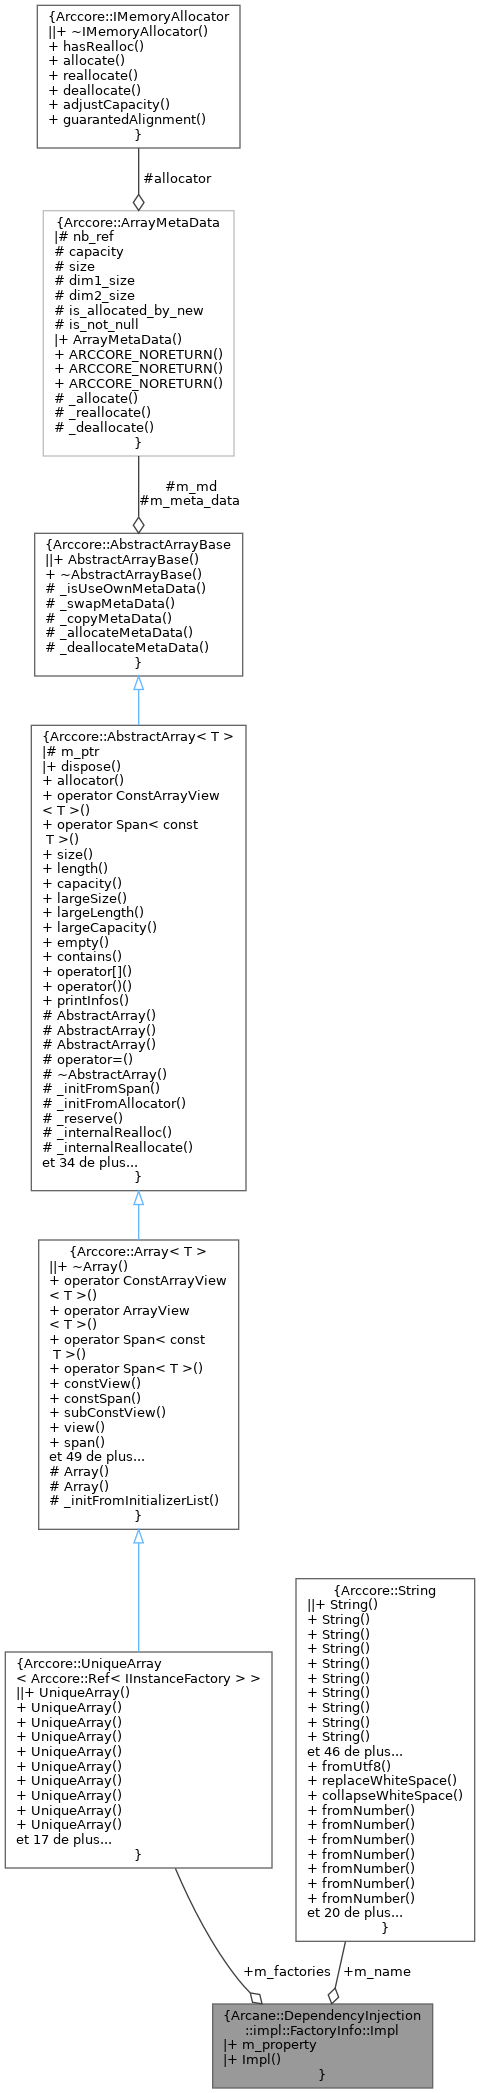 {Arccore::IMemoryAllocator
||+ ~IMemoryAllocator()
+ hasRealloc()
+ allocate()
+ reallocate()
+ deallocate()
+ adjustCapacity()
+ guarantedAlignment()
}
#allocator
{Arccore::ArrayMetaData
|# nb_ref
# capacity
# size
# dim1_size
# dim2_size
# is_allocated_by_new
# is_not_null
|+ ArrayMetaData()
+ ARCCORE_NORETURN()
+ ARCCORE_NORETURN()
+ ARCCORE_NORETURN()
# _allocate()
# _reallocate()
# _deallocate()
}
#m_md
#m_meta_data
{Arccore::AbstractArrayBase
||+ AbstractArrayBase()
+ ~AbstractArrayBase()
# _isUseOwnMetaData()
# _swapMetaData()
# _copyMetaData()
# _allocateMetaData()
# _deallocateMetaData()
}
{Arccore::AbstractArray< T >
|# m_ptr
|+ dispose()
+ allocator()
+ operator ConstArrayView
< T >()
+ operator Span< const
T >()
+ size()
+ length()
+ capacity()
+ largeSize()
+ largeLength()
+ largeCapacity()
+ empty()
+ contains()
+ operator[]()
+ operator()()
+ printInfos()
# AbstractArray()
# AbstractArray()
# AbstractArray()
# operator=()
# ~AbstractArray()
# _initFromSpan()
# _initFromAllocator()
# _reserve()
# _internalRealloc()
# _internalReallocate()
et 34 de plus...
}
{Arccore::Array< T >
||+ ~Array()
+ operator ConstArrayView
< T >()
+ operator ArrayView
< T >()
+ operator Span< const
T >()
+ operator Span< T >()
+ constView()
+ constSpan()
+ subConstView()
+ view()
+ span()
et 49 de plus...
# Array()
# Array()
# _initFromInitializerList()
}
{Arccore::UniqueArray
< Arccore::Ref< IInstanceFactory > >
||+ UniqueArray()
+ UniqueArray()
+ UniqueArray()
+ UniqueArray()
+ UniqueArray()
+ UniqueArray()
+ UniqueArray()
+ UniqueArray()
+ UniqueArray()
+ UniqueArray()
et 17 de plus...
}
{Arccore::String
||+ String()
+ String()
+ String()
+ String()
+ String()
+ String()
+ String()
+ String()
+ String()
+ String()
et 46 de plus...
+ fromUtf8()
+ replaceWhiteSpace()
+ collapseWhiteSpace()
+ fromNumber()
+ fromNumber()
+ fromNumber()
+ fromNumber()
+ fromNumber()
+ fromNumber()
+ fromNumber()
et 20 de plus...
}
+m_factories
+m_name
{Arcane::DependencyInjection
::impl::FactoryInfo::Impl
|+ m_property
|+ Impl()
}